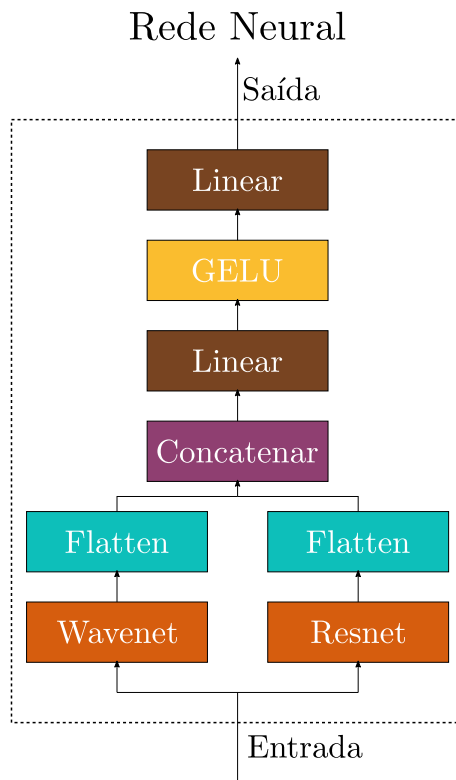 Rede Neural
Saída
Linear
GELU
Linear
Concatenar
Flatten Flatten
Wavenet Resnet
Entrada